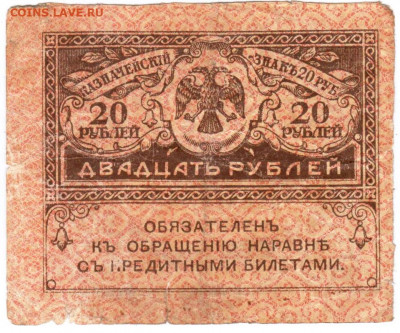 COINS.LAVE.RU
КАЗНАЧЕЙСКІЙ ЗНАКЪ 20 РУБ.
20 20
РУБЛЕЙ РУБЛЕЙ
ДВАДЦАТЬ РУБЛЕЙ
ОБЯЗАТЕЛЕНЪ
КЪ ОБРАЩЕНІЮ НАРАВНѢ
СЪ КРЕДИТНЫМИ БИЛЕТАМИ.